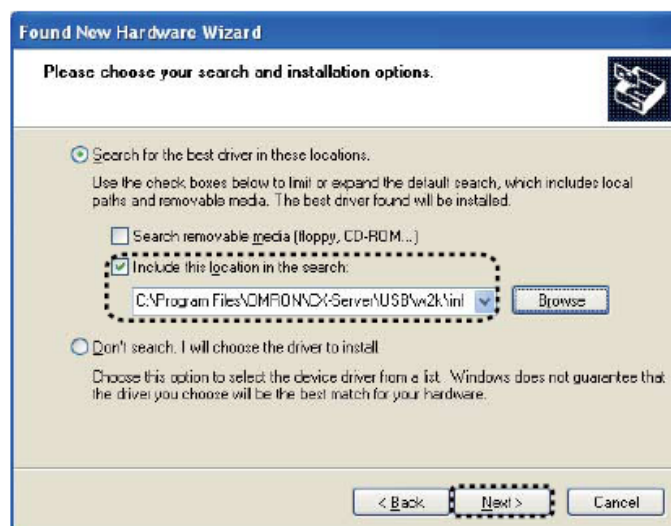 Found New Hardware Wizard
Please choose your search and installation options.
Search for the best driver in these locations.
Use the check boxes below to limit or expand the default search, which includes local
paths and removable media. The best driver found will be installed.
Search removable media (floppy, CD-ROM...)
Include this location in the search:
C:\Program Files\OMRON\CX-Server\USB\w2k\inf
Browse
Don't search. I will choose the driver to install.
Choose this option to select the device driver from a list. Windows does not guarantee that
the driver you choose will be the best match for your hardware.
< Back
Next >
Cancel